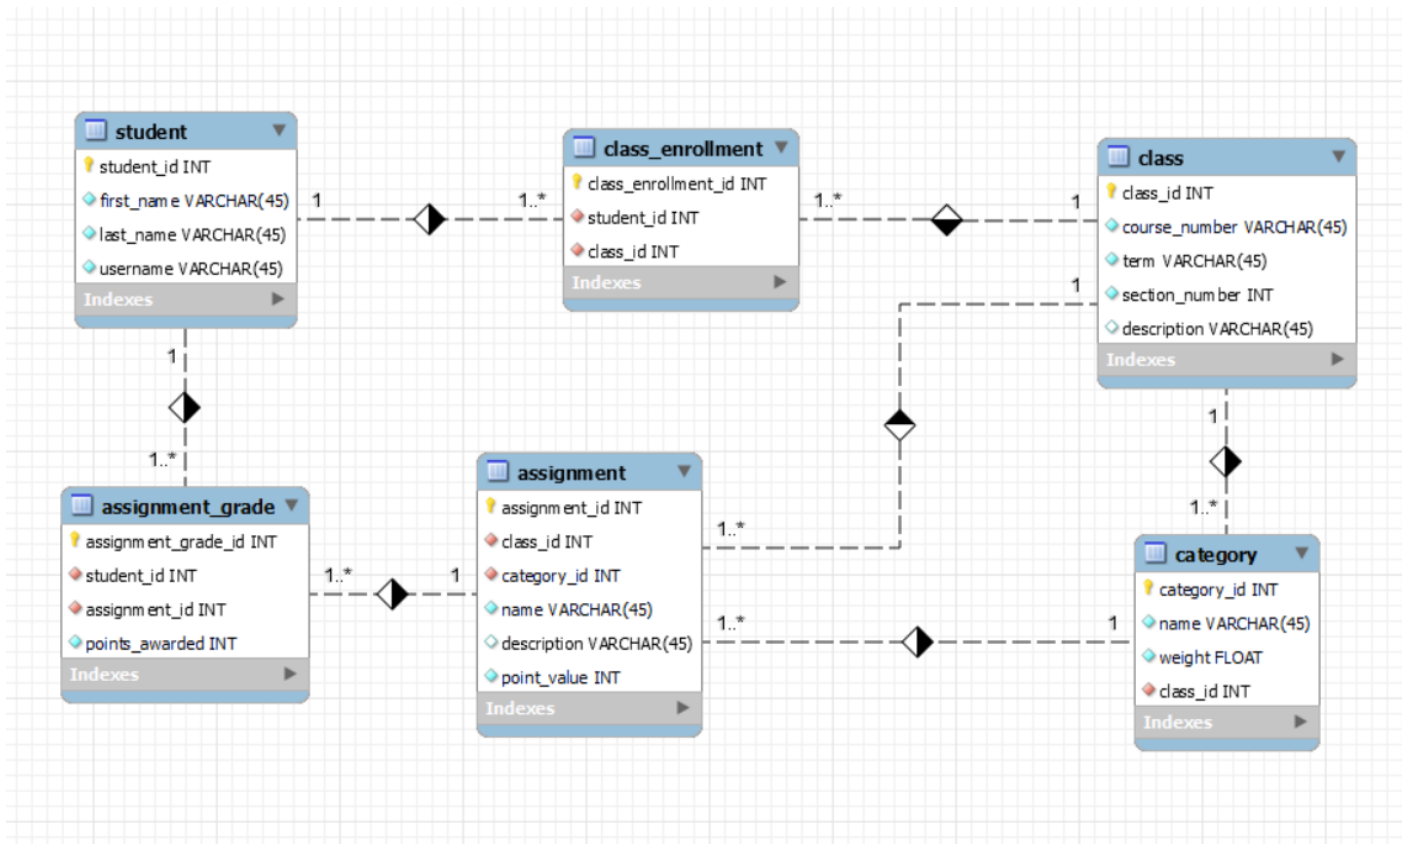 student
student_id INT
first_name VARCHAR(45)
last_name VARCHAR(45)
username VARCHAR(45)
Indexes
1
1..*
class_enrollment
class_enrollment_id INT
student_id INT
class_id INT
Indexes
1..*
1
class
class_id INT
course_number VARCHAR(45)
term VARCHAR(45)
section_number INT
description VARCHAR(45)
Indexes
1
1
1..*
assignment_grade
assignment_grade_id INT
student_id INT
assignment_id INT
points_awarded INT
Indexes
1..*
1
assignment
assignment_id INT
class_id INT
category_id INT
name VARCHAR(45)
description VARCHAR(45)
point_value INT
Indexes
1..*
1..*
1
1
1..*
category
category_id INT
name VARCHAR(45)
weight FLOAT
class_id INT
Indexes